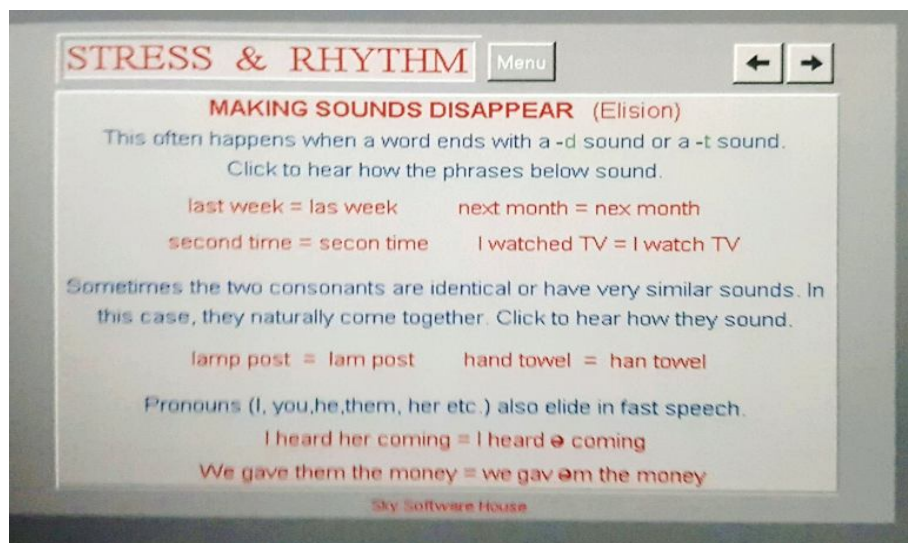 STRESS & RHYTHM Menu ← →
MAKING SOUNDS DISAPPEAR (Elision)
This often happens when a word ends with a -d sound or a -t sound.
Click to hear how the phrases below sound.
last week = las week next month = nex month
second time = secon time I watched TV = I watch TV
Sometimes the two consonants are identical or have very similar sounds. In
this case, they naturally come together. Click to hear how they sound.
lamp post = lam post hand towel = han towel
Pronouns (I, you,he,them, her etc.) also elide in fast speech.
I heard her coming = I heard ə coming
We gave them the money = we gav əm the money
Sky Software House